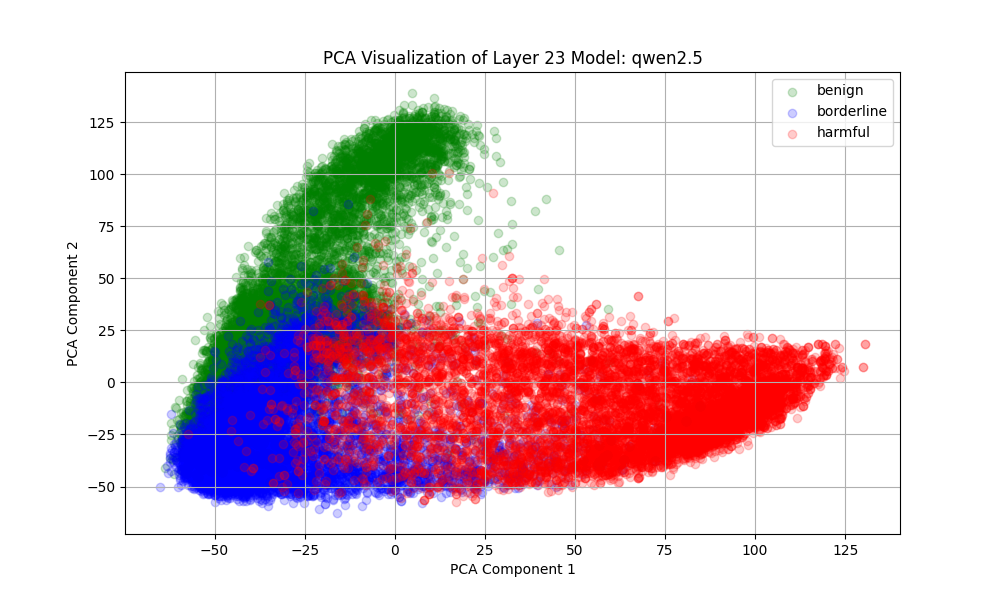 PCA Visualization of Layer 23 Model: qwen2.5
benign
borderline
harmful
125
100
75
50
25
0
−25
−50
PCA Component 2
−50
−25
0
25
50
75
100
125
PCA Component 1